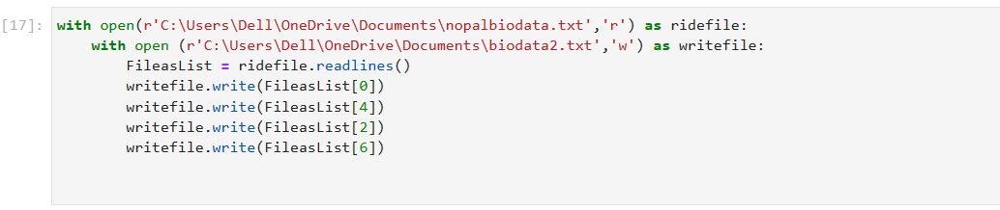 [17]: with open(r'C:\Users\Dell\OneDrive\Documents\nopalbiodata.txt','r') as ridefile:
    with open (r'C:\Users\Dell\OneDrive\Documents\biodata2.txt','w') as writefile:
        FileasList = ridefile.readlines()
        writefile.write(FileasList[0])
        writefile.write(FileasList[4])
        writefile.write(FileasList[2])
        writefile.write(FileasList[6])